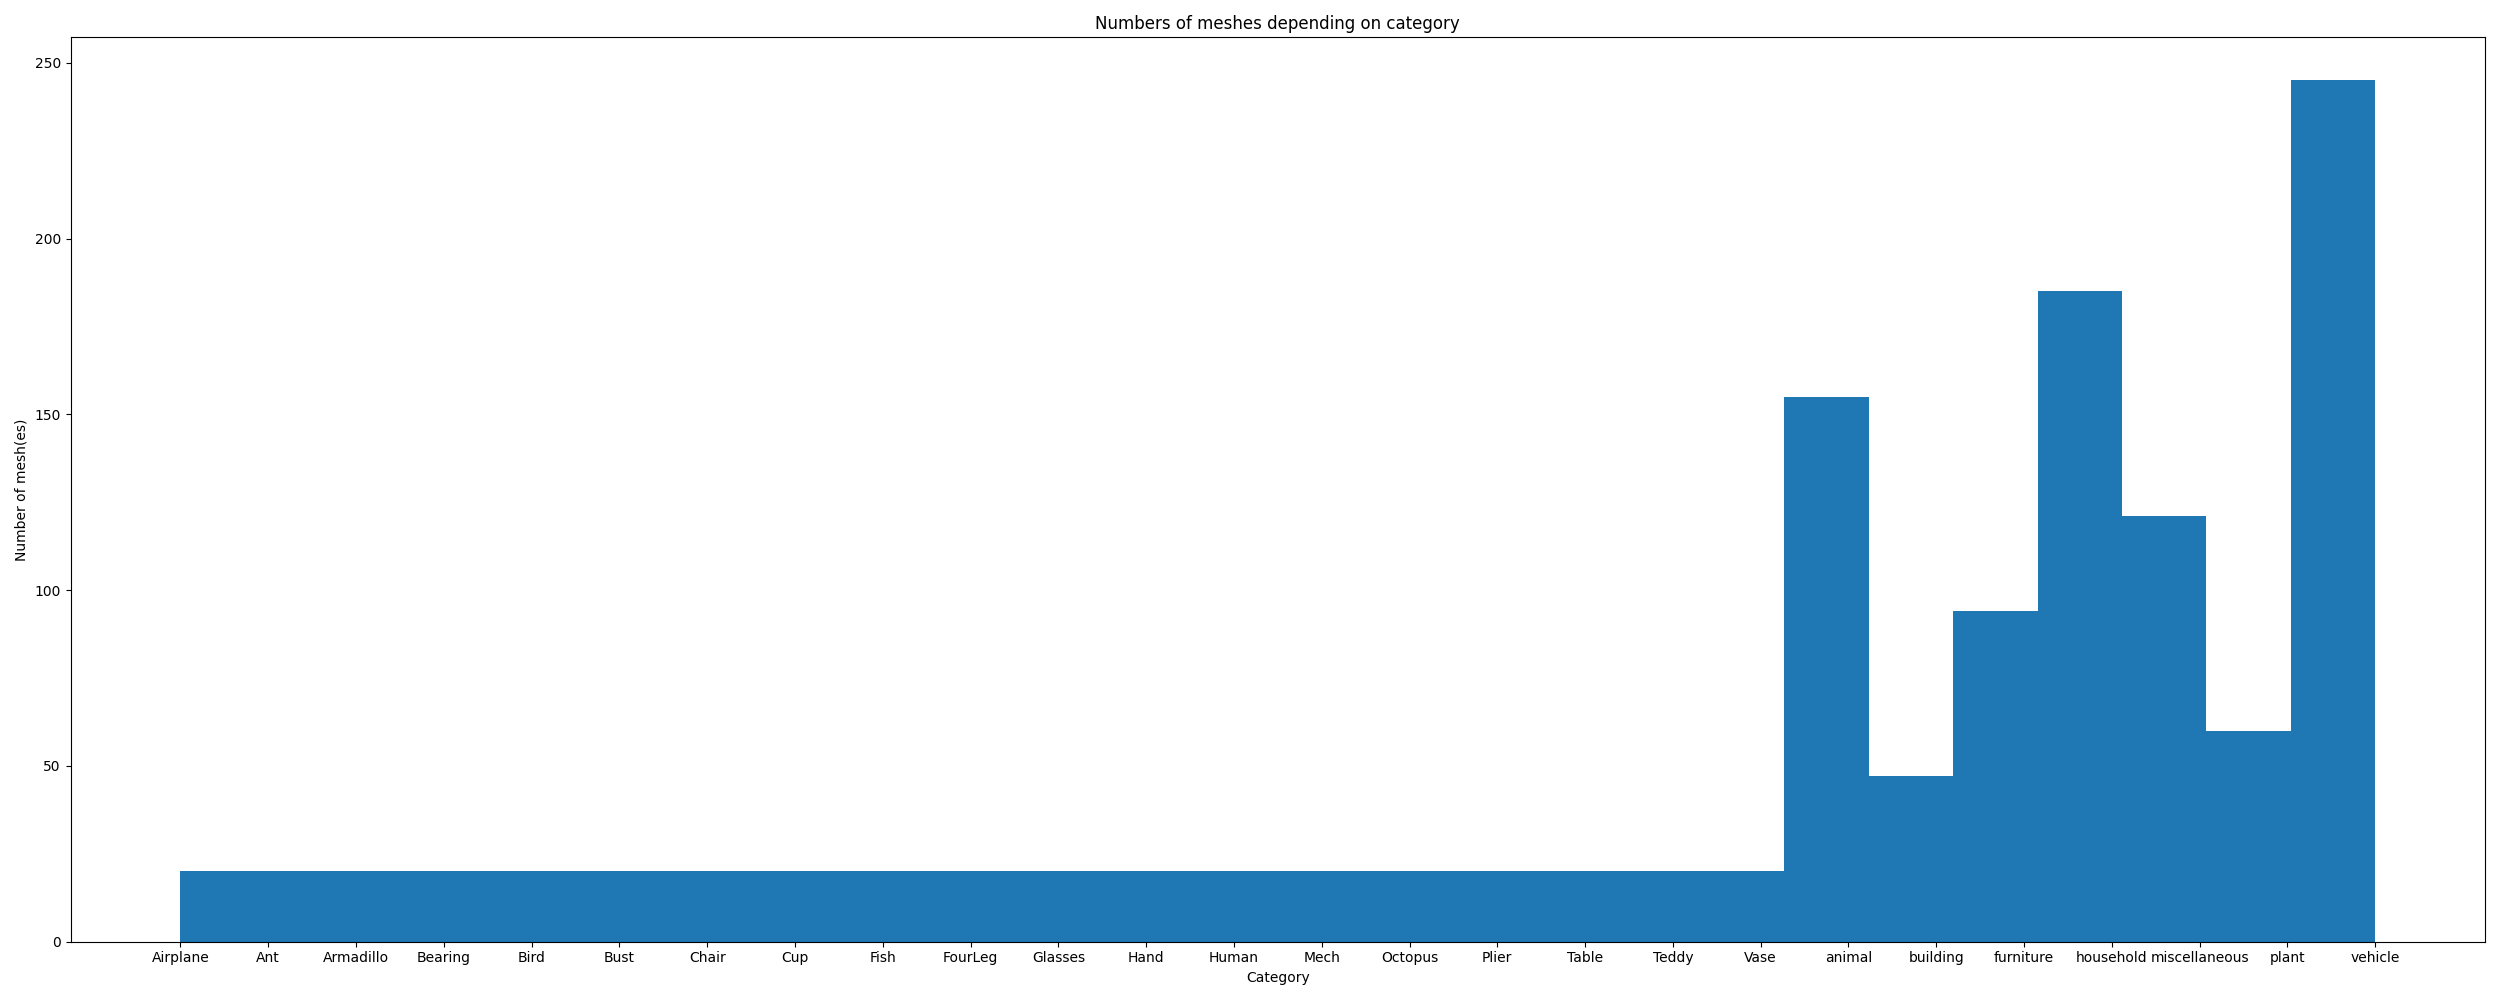 Numbers of meshes depending on category
250
200
150
100
50
0
Number of mesh(es)
Airplane Ant Armadillo Bearing Bird Bust Chair Cup Fish FourLeg Glasses Hand Human Mech Octopus Plier Table Teddy Vase animal building furniture household miscellaneous plant vehicle
Category